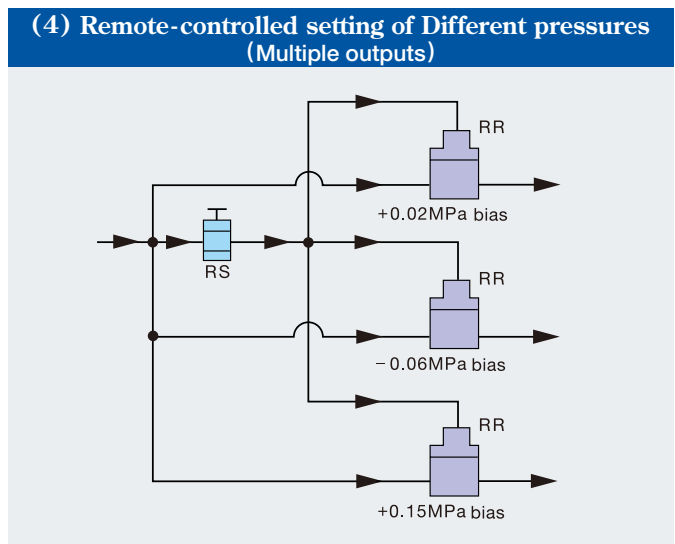 (4) Remote-controlled setting of Different pressures
(Multiple outputs)
RR
+0.02MPa bias
RS
RR
−0.06MPa bias
RR
+0.15MPa bias